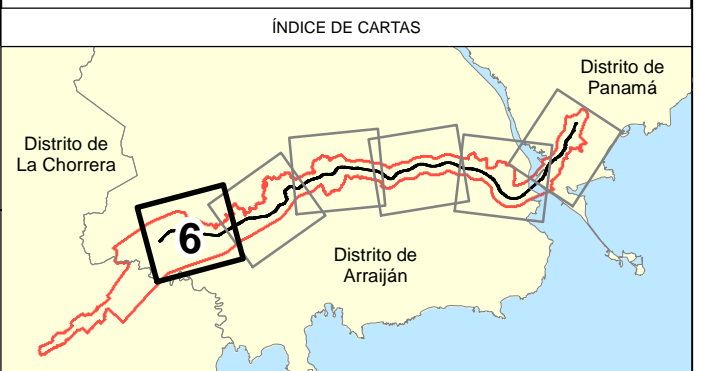 ÍNDICE DE CARTAS
Distrito de
Panamá
Distrito de
La Chorrera
6
Distrito de
Arraiján